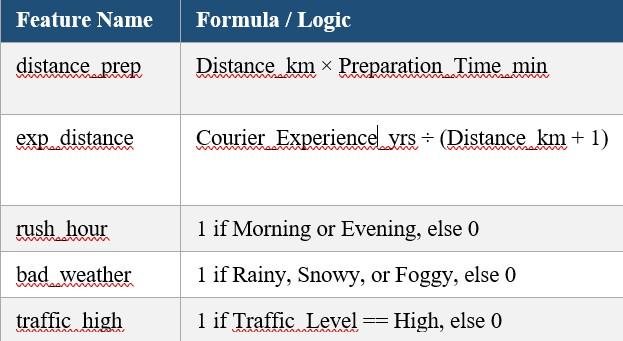 Feature Name Formula / Logic
distance_prep Distance_km × Preparation_Time_min
exp_distance Courier_Experience_yrs ÷ (Distance_km + 1)
rush_hour 1 if Morning or Evening, else 0
bad_weather 1 if Rainy, Snowy, or Foggy, else 0
traffic_high 1 if Traffic_Level == High, else 0